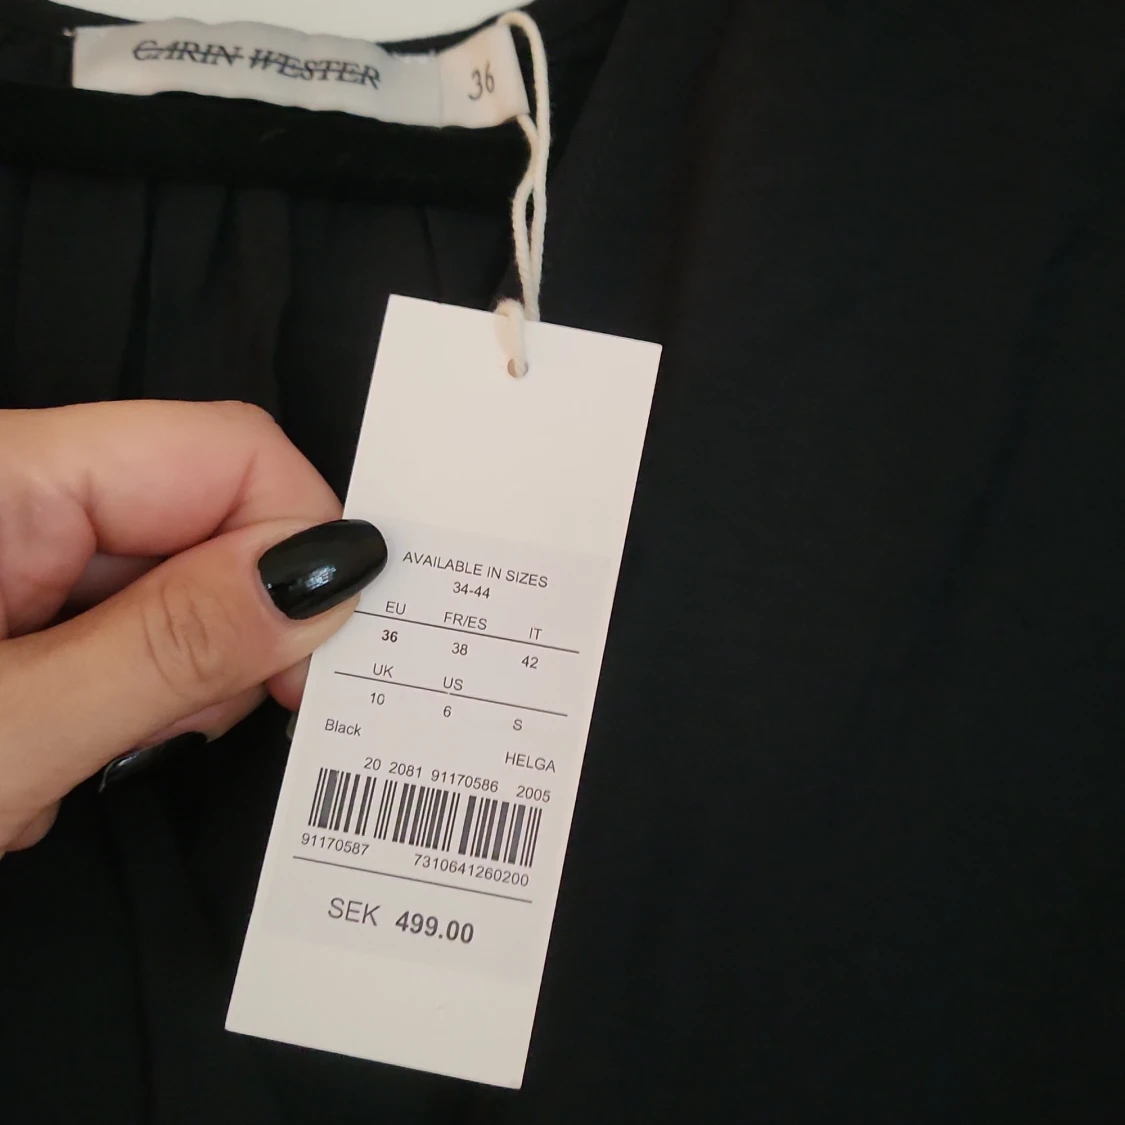 CARIN WESTER
36
AVAILABLE IN SIZES
34-44
EU FR/ES IT
36 38 42
UK US
10 6 S
Black
HELGA
20 2081 91170586 2005
91170587 7310641260200
SEK 499.00